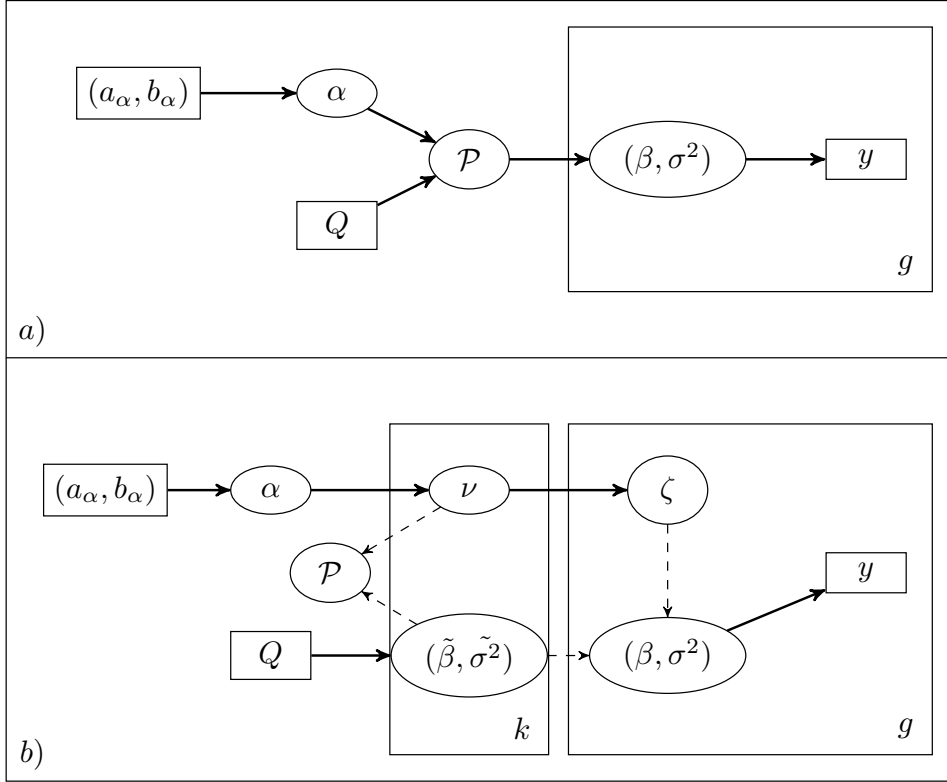 (a_α, b_α)
α
𝒫
Q
(β, σ²)
y
g
a)
(a_α, b_α)
α
ν
ζ
𝒫
y
Q
(β̃, σ̃²)
(β, σ²)
k
g
b)